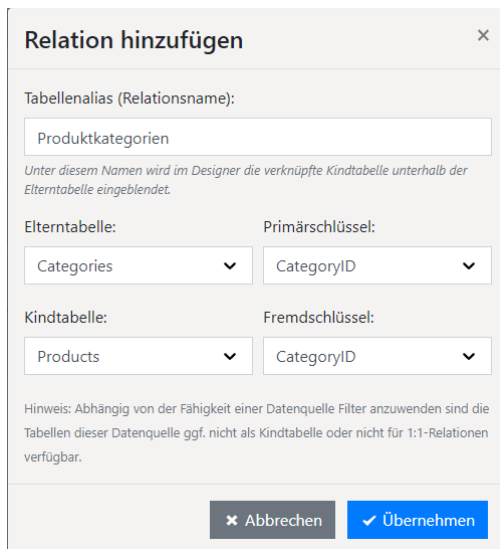 Relation hinzufügen
×
Tabellenalias (Relationsname):
Produktkategorien
Unter diesem Namen wird im Designer die verknüpfte Kindtabelle unterhalb der
Elterntabelle eingeblendet.
Elterntabelle: Primärschlüssel:
Categories CategoryID
Kindtabelle: Fremdschlüssel:
Products CategoryID
Hinweis: Abhängig von der Fähigkeit einer Datenquelle Filter anzuwenden sind die
Tabellen dieser Datenquelle ggf. nicht als Kindtabelle oder nicht für 1:1-Relationen
verfügbar.
Abbrechen Übernehmen